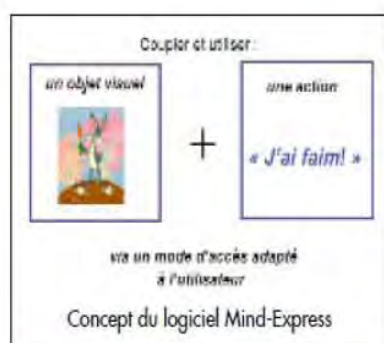 Coupler et utiliser :
un objet visuel
une action
+
« J'ai faim! »
via un mode d'accès adapté
à l'utilisateur
Concept du logiciel Mind-Express